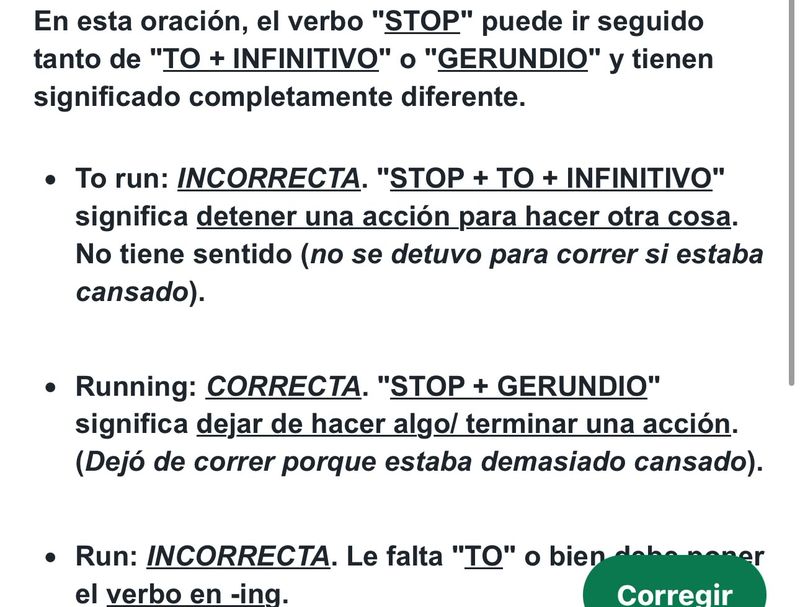 En esta oración, el verbo "STOP" puede ir seguido
tanto de "TO + INFINITIVO" o "GERUNDIO" y tienen
significado completamente diferente.
• To run: INCORRECTA. "STOP + TO + INFINITIVO"
significa detener una acción para hacer otra cosa.
No tiene sentido (no se detuvo para correr si estaba
cansado).
• Running: CORRECTA. "STOP + GERUNDIO"
significa dejar de hacer algo/ terminar una acción.
(Dejó de correr porque estaba demasiado cansado).
• Run: INCORRECTA. Le falta "TO" o bien debe poner
el verbo en -ing.
Corregir